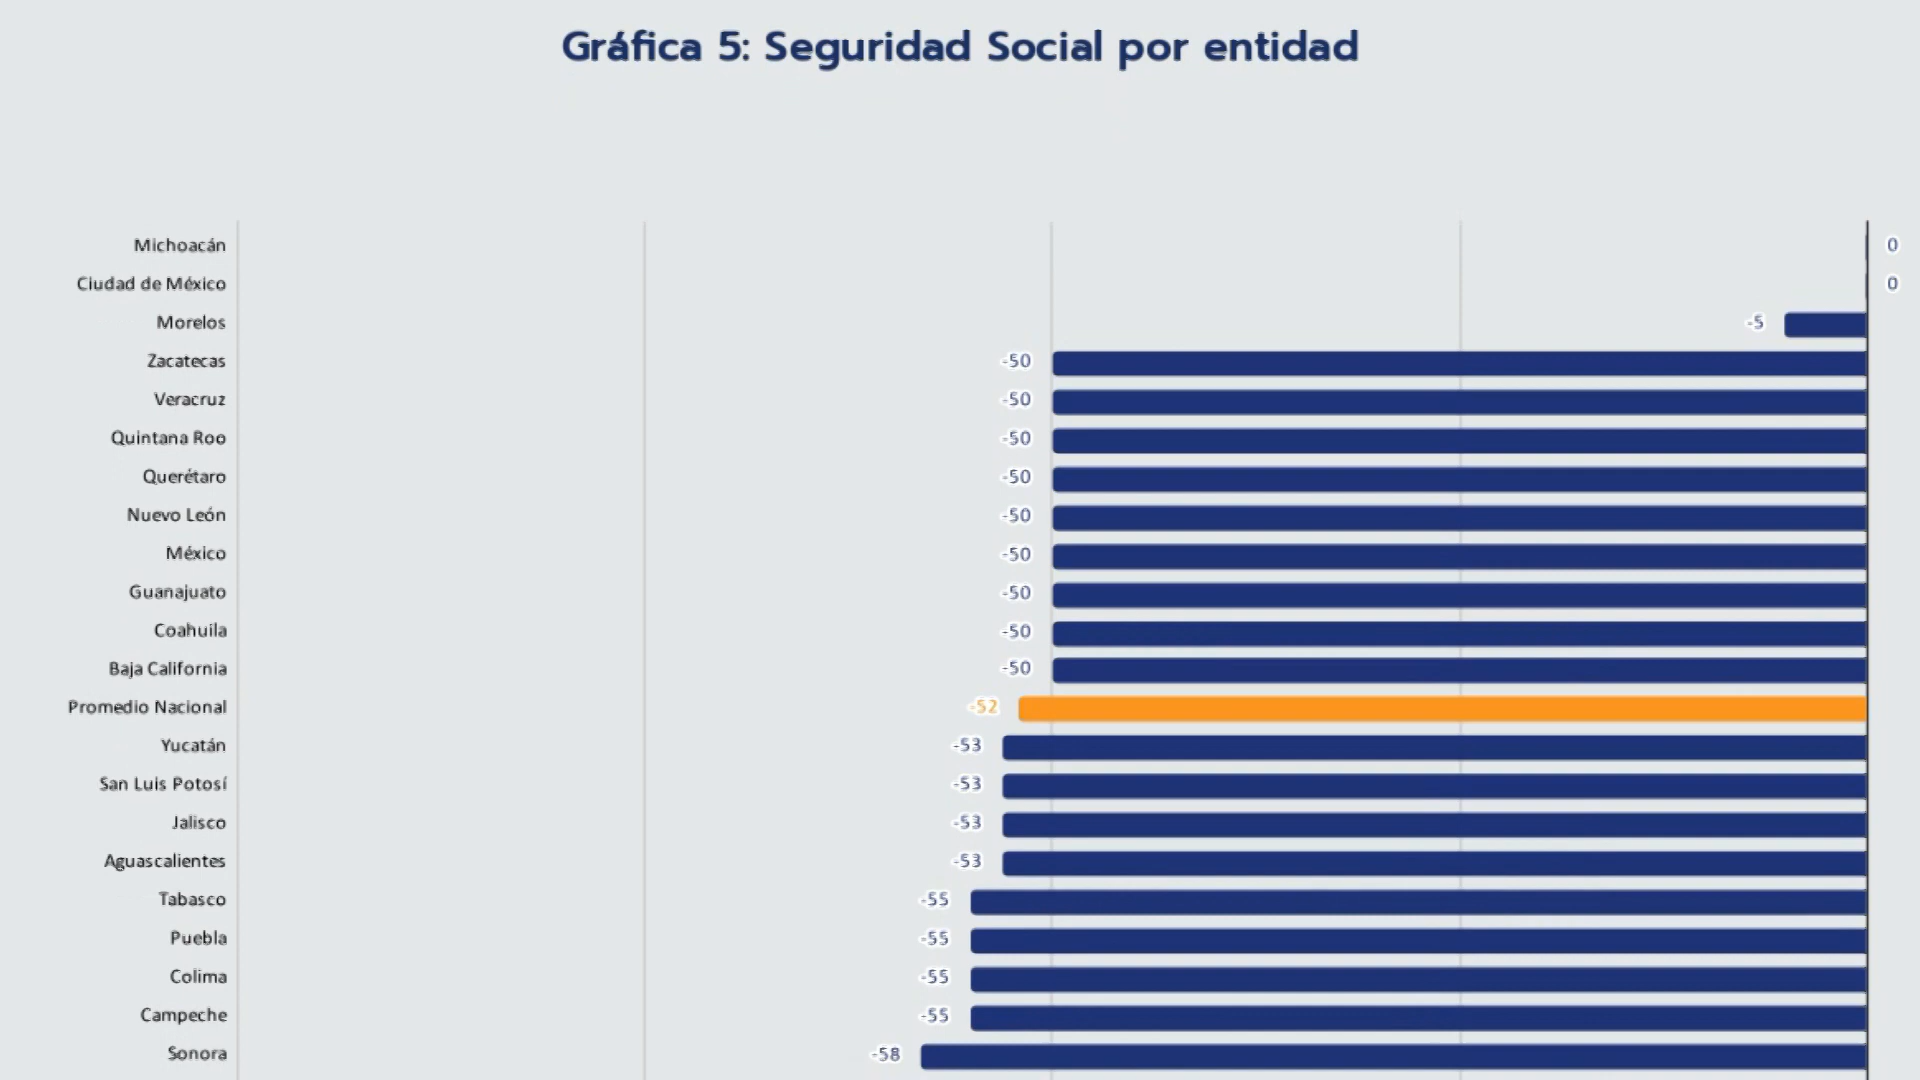 Gráfica 5: Seguridad Social por entidad
Michoacán 0
Ciudad de México 0
Morelos -5
Zacatecas -50
Veracruz -50
Quintana Roo -50
Querétaro -50
Nuevo León -50
México -50
Guanajuato -50
Coahuila -50
Baja California -50
Promedio Nacional -52
Yucatán -53
San Luis Potosí -53
Jalisco -53
Aguascalientes -53
Tabasco -55
Puebla -55
Colima -55
Campeche -55
Sonora -58